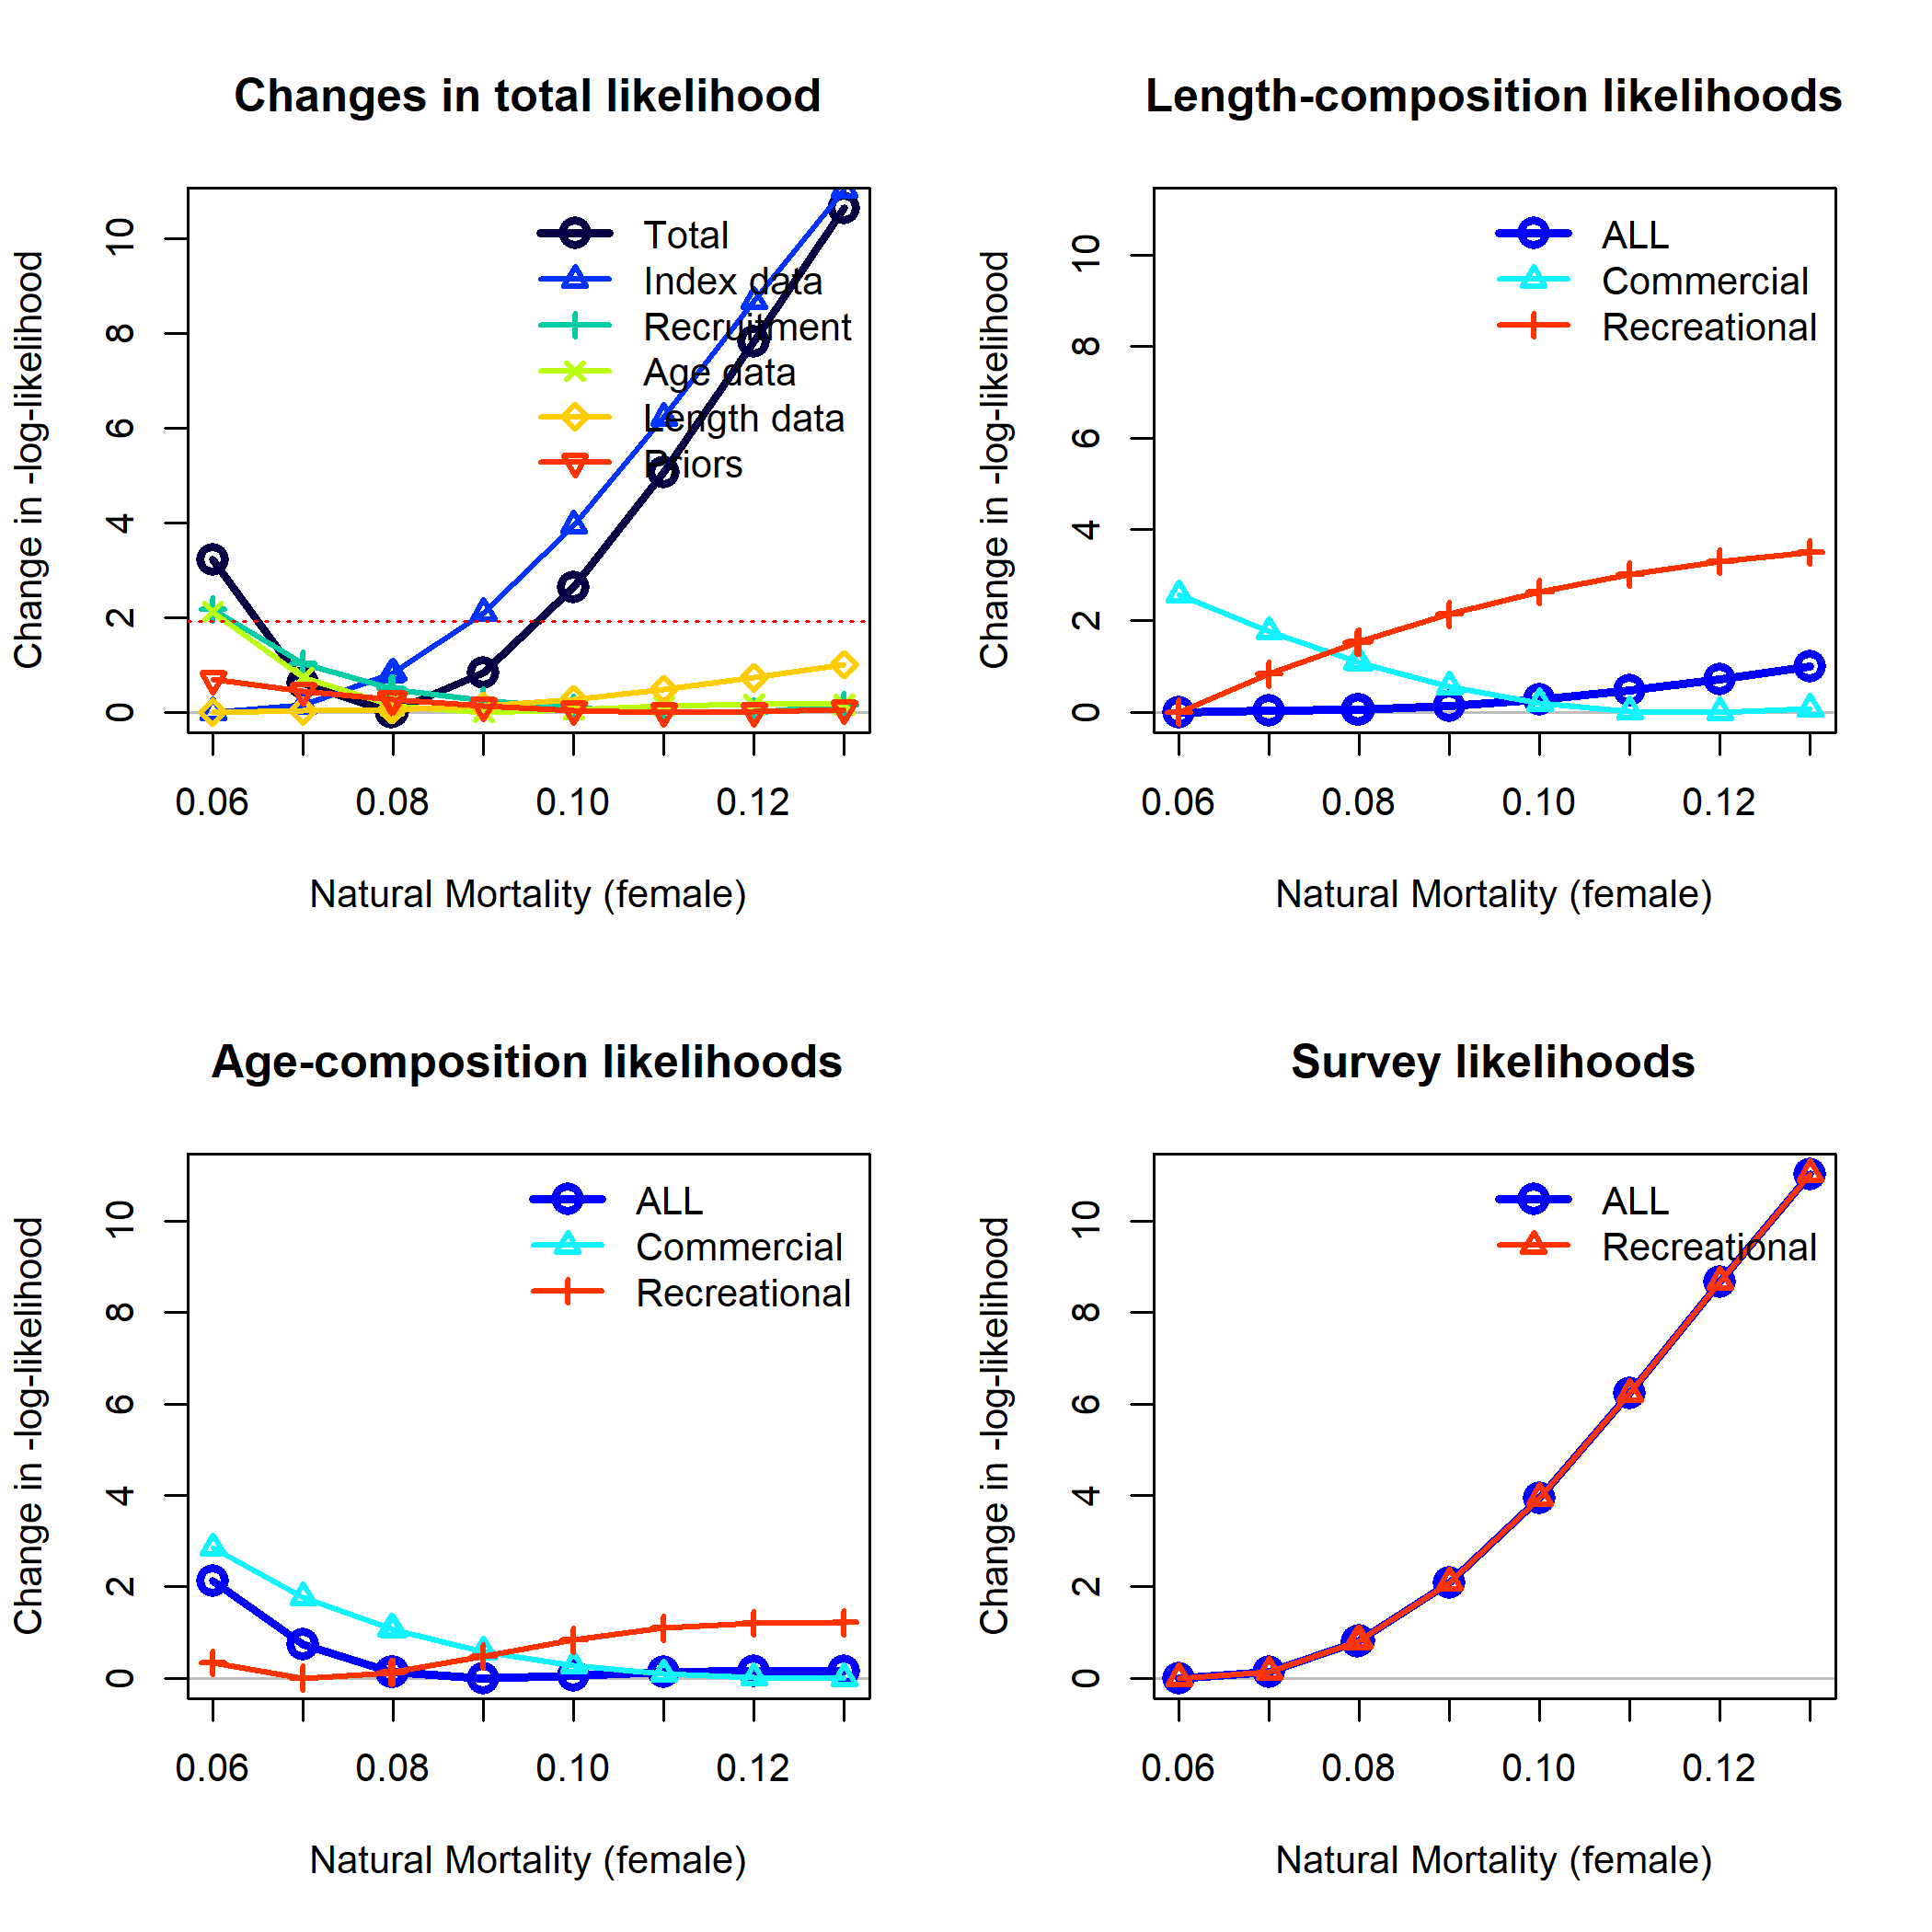 Changes in total likelihood
Change in -log-likelihood
0 2 4 6 8 10
Total
Index data
Recruitment
Age data
Length data
Priors
0.06 0.08 0.10 0.12
Natural Mortality (female)
Length-composition likelihoods
Change in -log-likelihood
0 2 4 6 8 10
ALL
Commercial
Recreational
0.06 0.08 0.10 0.12
Natural Mortality (female)
Age-composition likelihoods
Change in -log-likelihood
0 2 4 6 8 10
ALL
Commercial
Recreational
0.06 0.08 0.10 0.12
Natural Mortality (female)
Survey likelihoods
Change in -log-likelihood
0 2 4 6 8 10
ALL
Recreational
0.06 0.08 0.10 0.12
Natural Mortality (female)